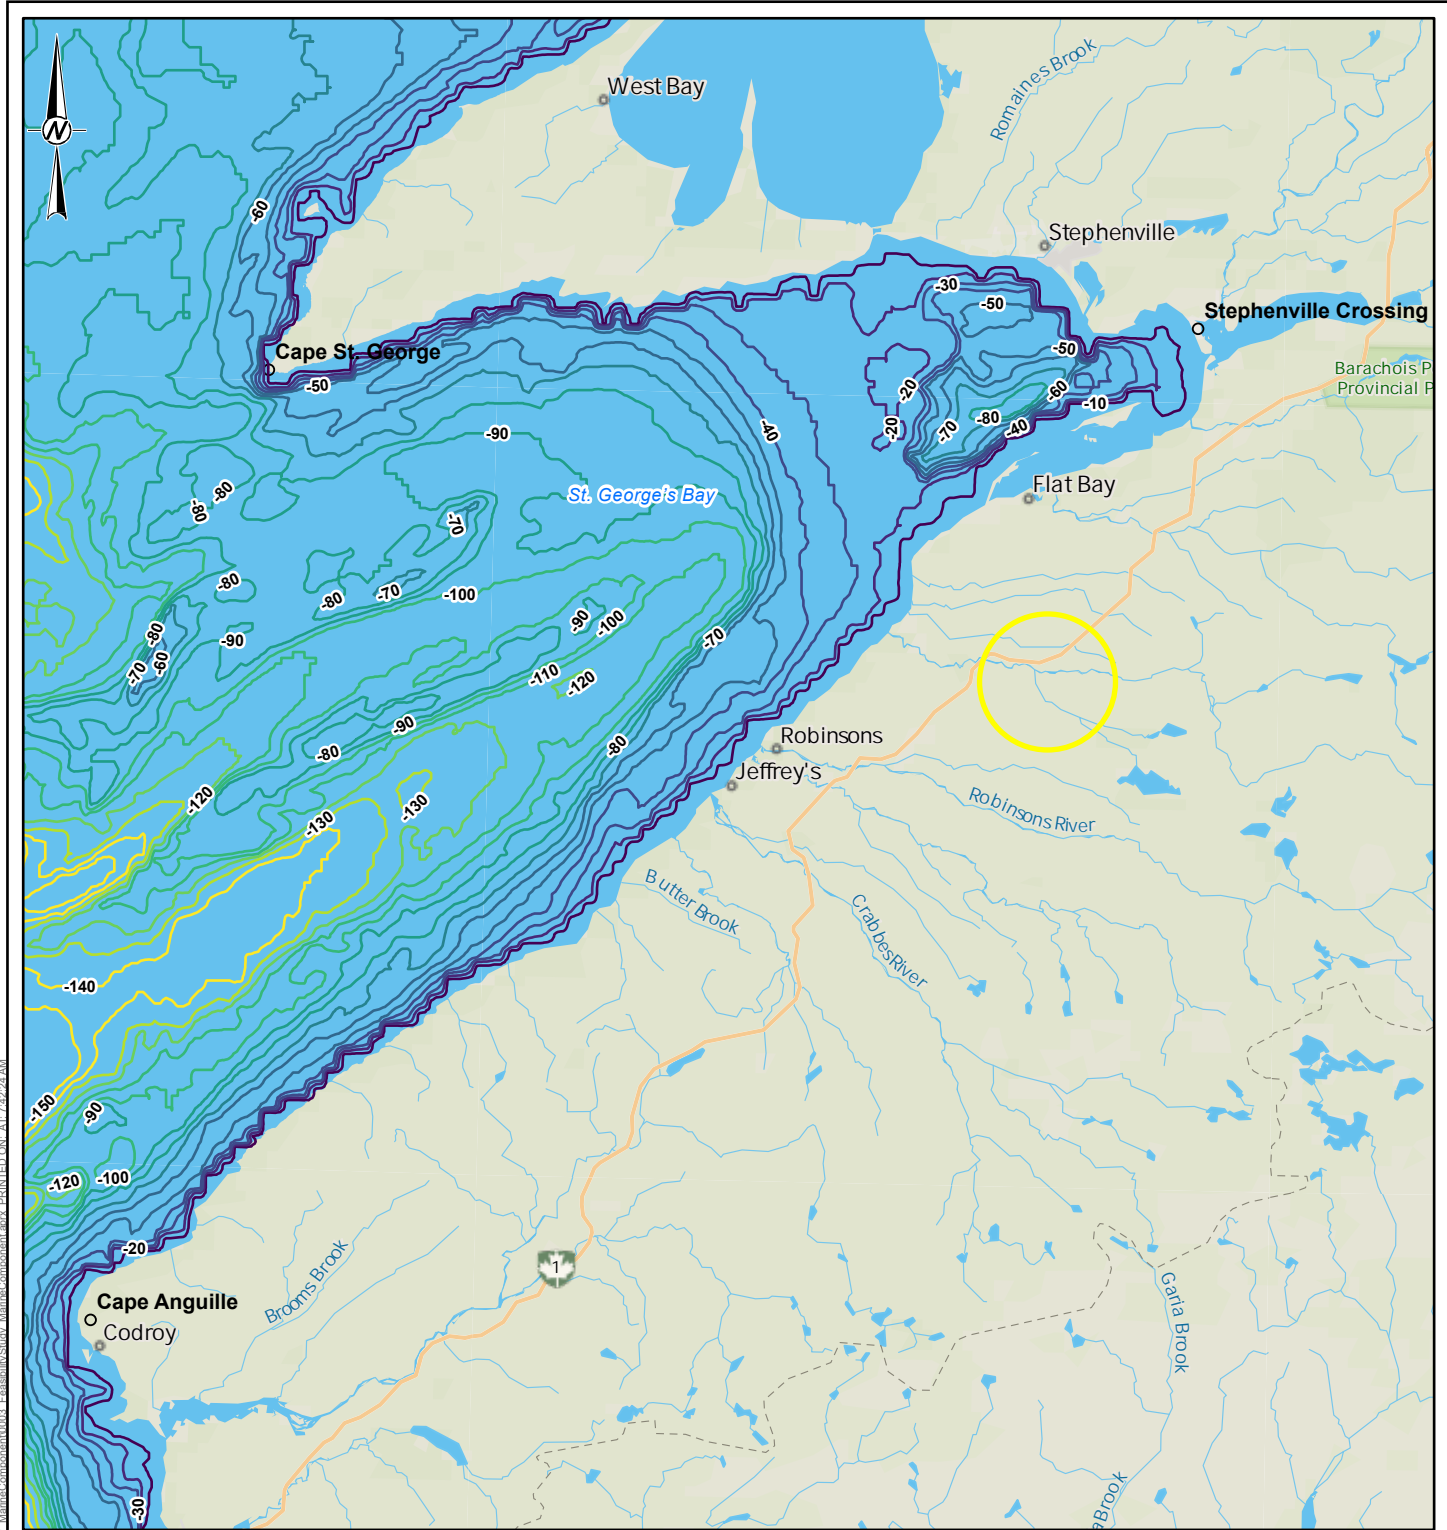 N
West Bay
Romaines Brook
-60
Stephenville
-30
-50
Stephenville Crossing
Cape St. George
-50
-50
Barachois P
Provincial P
-20
-60
-10
-80
-40
-70
-20
-40
-90
St. George's Bay
-80
-80
-70
Flat Bay
-80
-80
-70
-100
-90
-100
-80
-90
-70
-60
-70
-110
-120
-90
-80
-80
Robinsons
Jeffrey's
-120
-130
-130
Robinsons River
Butter Brook
Crabbes River
-140
-150
-90
-120
-100
-20
Brooms Brook
1
Garia Brook
Cape Anguille
Codroy
-30
a Brook